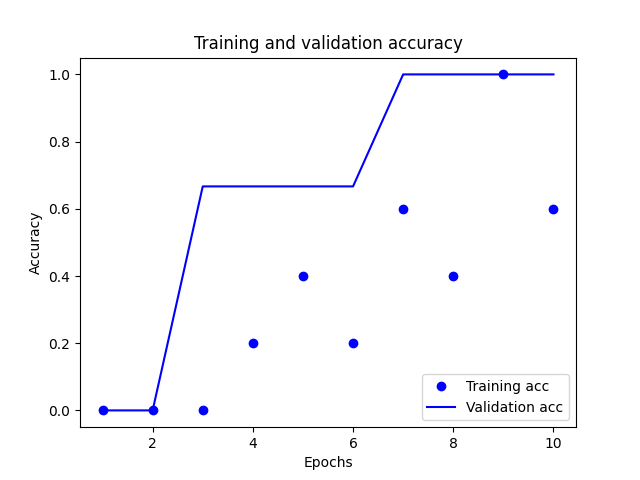 Training and validation accuracy
1.0
0.8
0.6
0.4
0.2
0.0
Accuracy
2
4
6
8
10
Epochs
Training acc
Validation acc